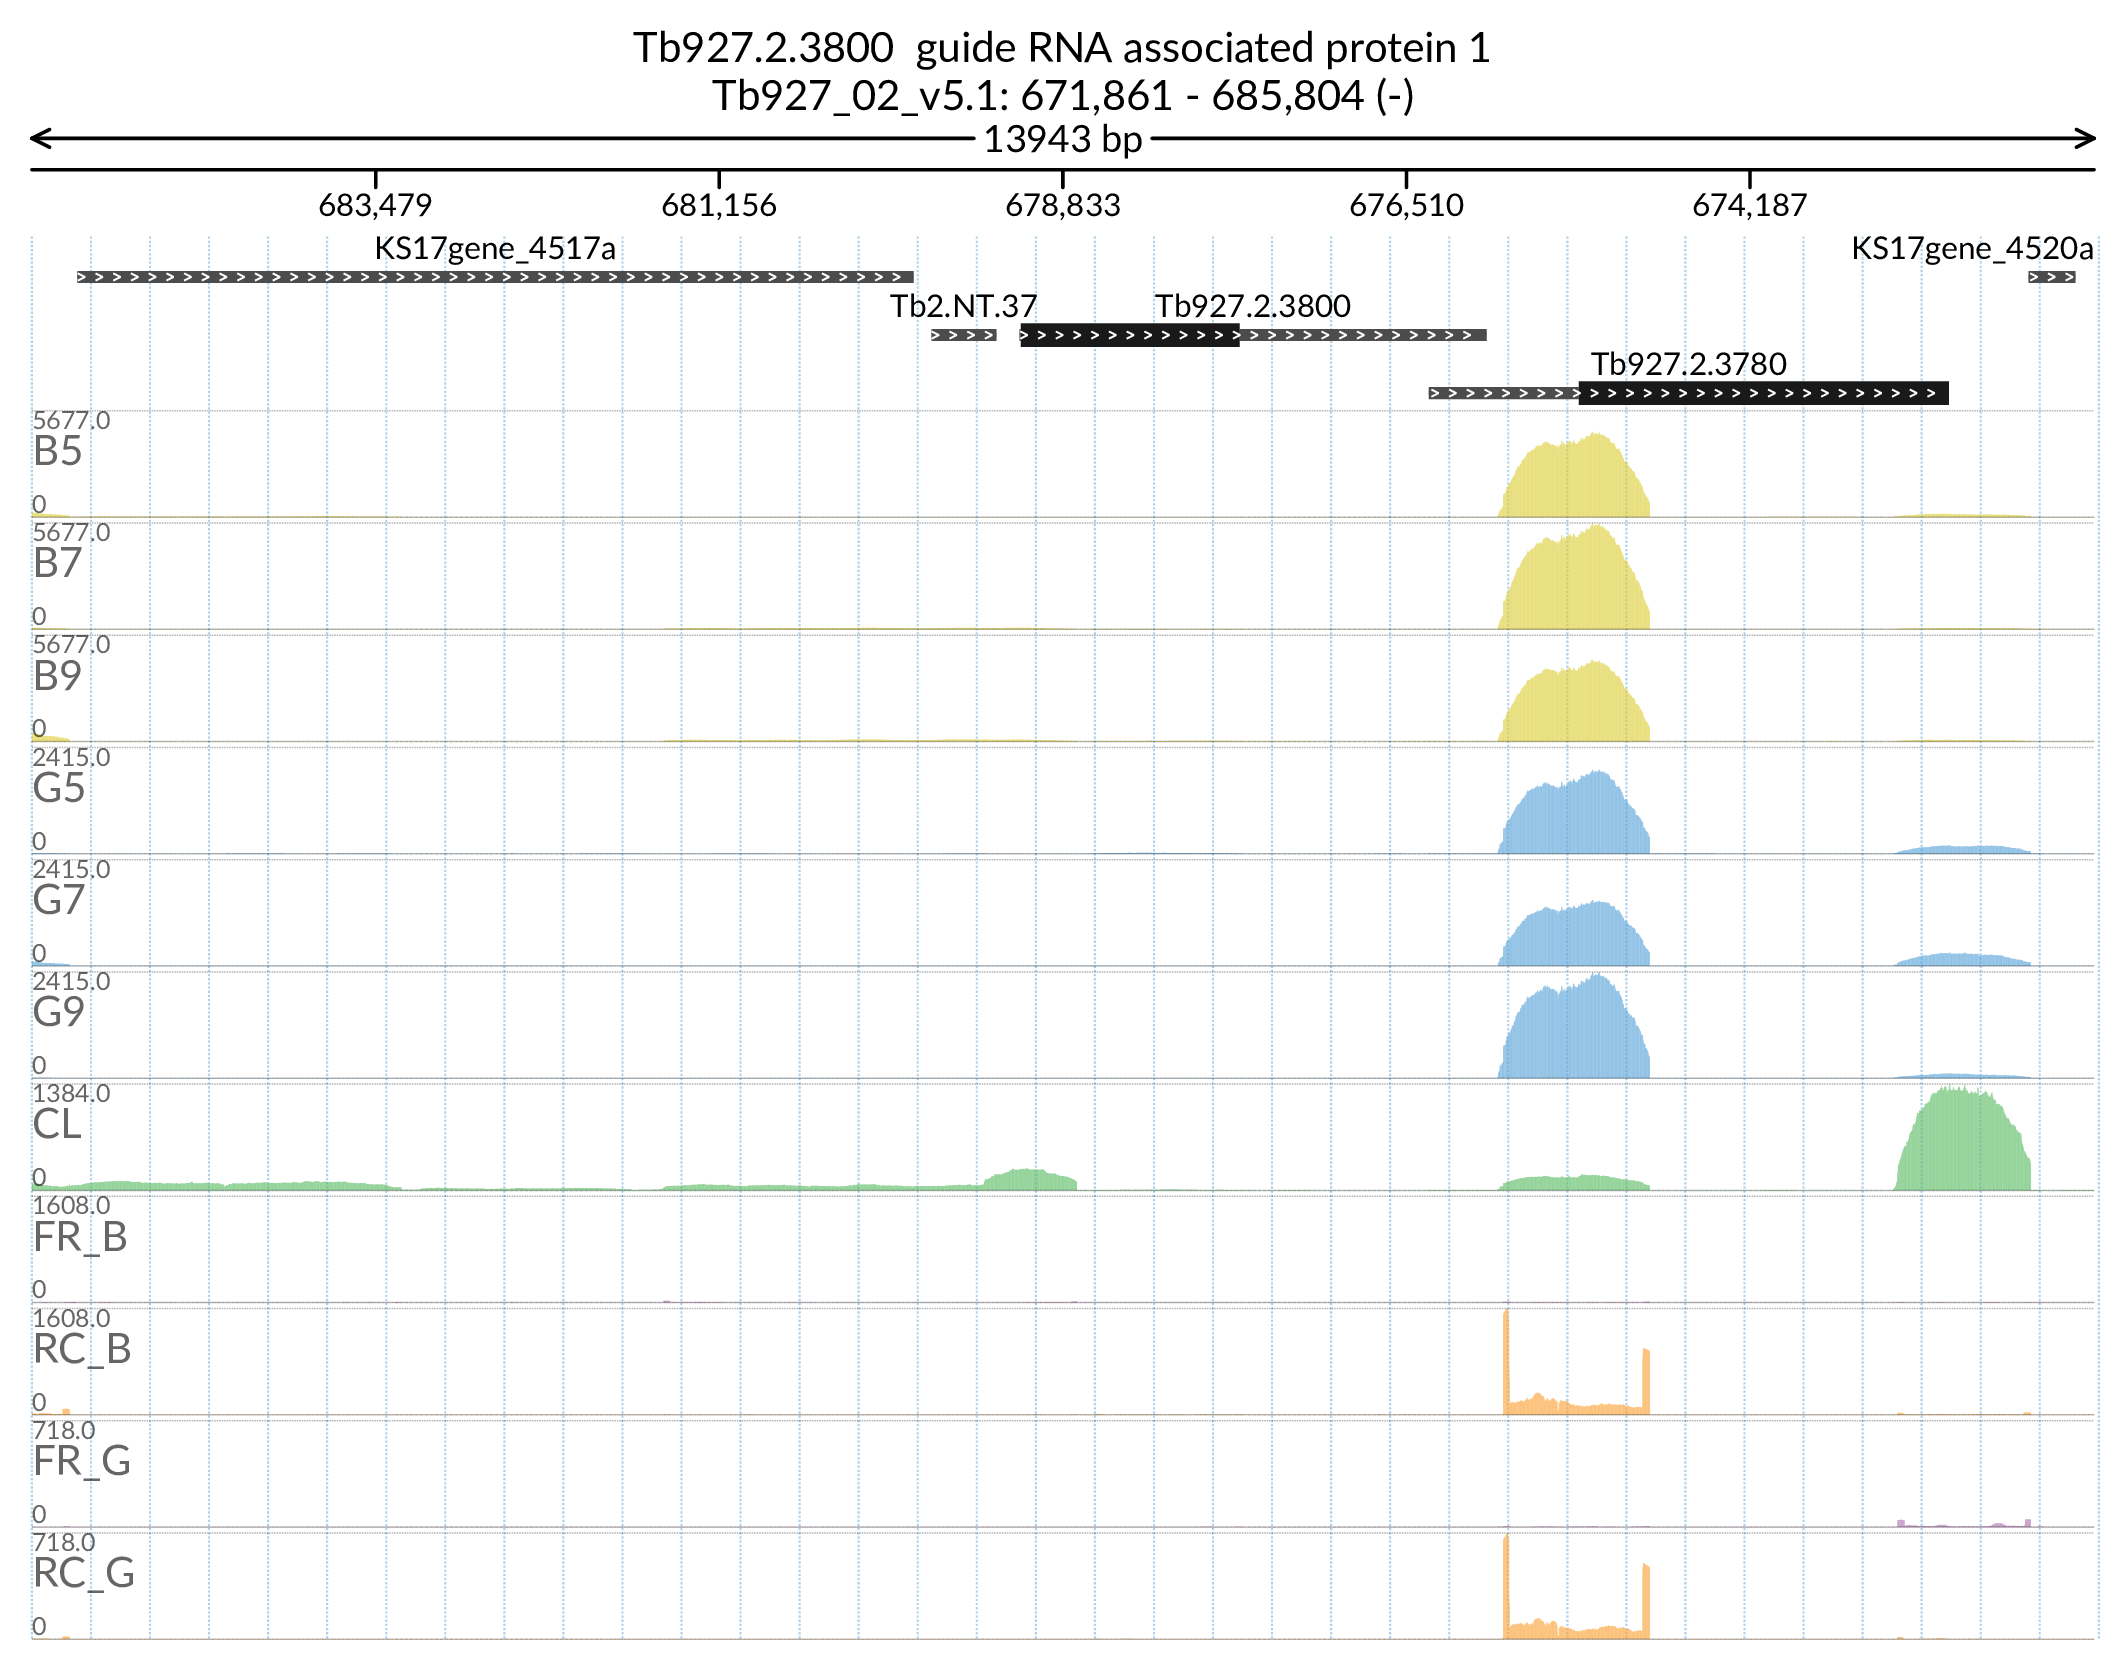 Tb927.2.3800  guide RNA associated protein 1
Tb927_02_v5.1: 671,861 - 685,804 (-)
13943 bp
683,479 681,156 678,833 676,510 674,187
KS17gene_4517a KS17gene_4520a
Tb2.NT.37 Tb927.2.3800
Tb927.2.3780
5677.0
B5
0
5677.0
B7
0
5677.0
B9
0
2415.0
G5
0
2415.0
G7
0
2415.0
G9
0
1384.0
CL
0
1608.0
FR_B
0
1608.0
RC_B
0
718.0
FR_G
0
718.0
RC_G
0